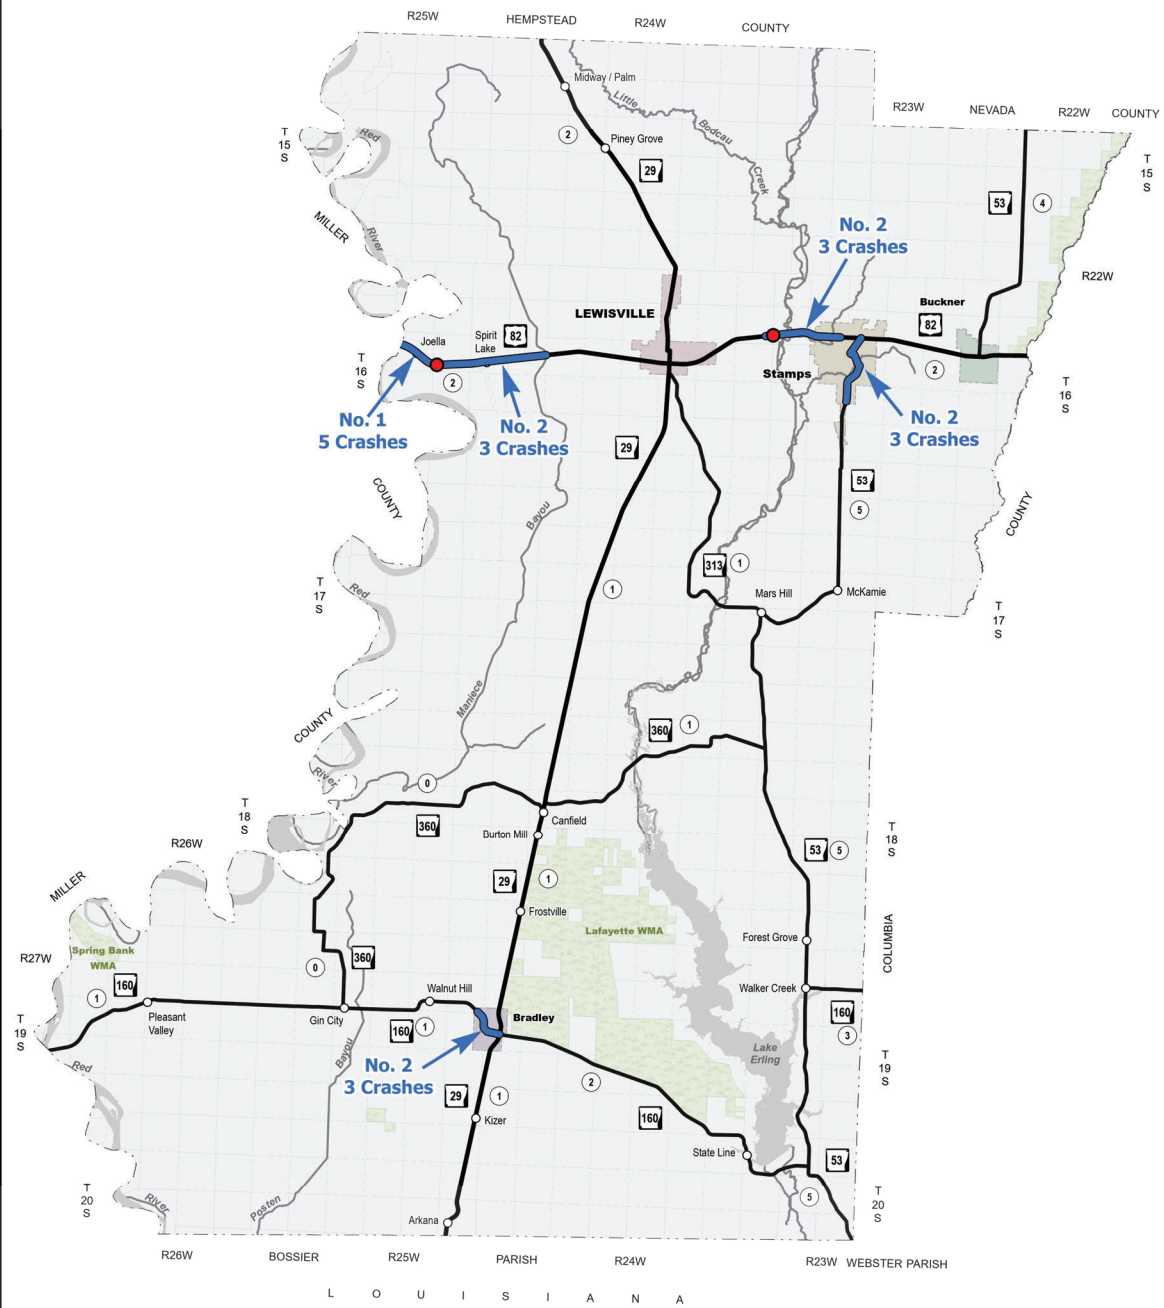 R25W
HEMPSTEAD
R24W
COUNTY
Midway / Palm
Little
Bodcau
Creek
R23W
NEVADA
R22W
COUNTY
T
15
S
Red
River
2
Piney Grove
29
T
15
S
53
4
MILLER
No. 2
3 Crashes
R22W
LEWISVILLE
Buckner
82
Joella
Spirit
Lake
82
T
16
S
2
Stamps
2
T
16
S
No. 1
5 Crashes
No. 2
3 Crashes
No. 2
3 Crashes
29
53
5
COUNTY
Bayou
COUNTY
313
1
T
17
S
Red
1
Mars Hill
McKamie
T
17
S
Maniece
COUNTY
360
1
River
0
T
18
S
360
Canfield
Burton Mill
R26W
53
5
T
18
S
MILLER
29
1
Frostville
Lafayette WMA
Forest Grove
COLUMBIA
Spring Bank
WMA
R27W
160
1
360
0
Walnut Hill
Walker Creek
Pleasant
Valley
Gin City
160
1
Bradley
160
3
T
19
S
Bayou
Lake
Erling
T
19
S
Red
No. 2
3 Crashes
29
1
2
Kizer
160
State Line
53
T
20
S
River
Posten
5
T
20
S
Arkana
R26W
BOSSIER
R25W
PARISH
R24W
R23W
WEBSTER PARISH
L O U I S I A N A